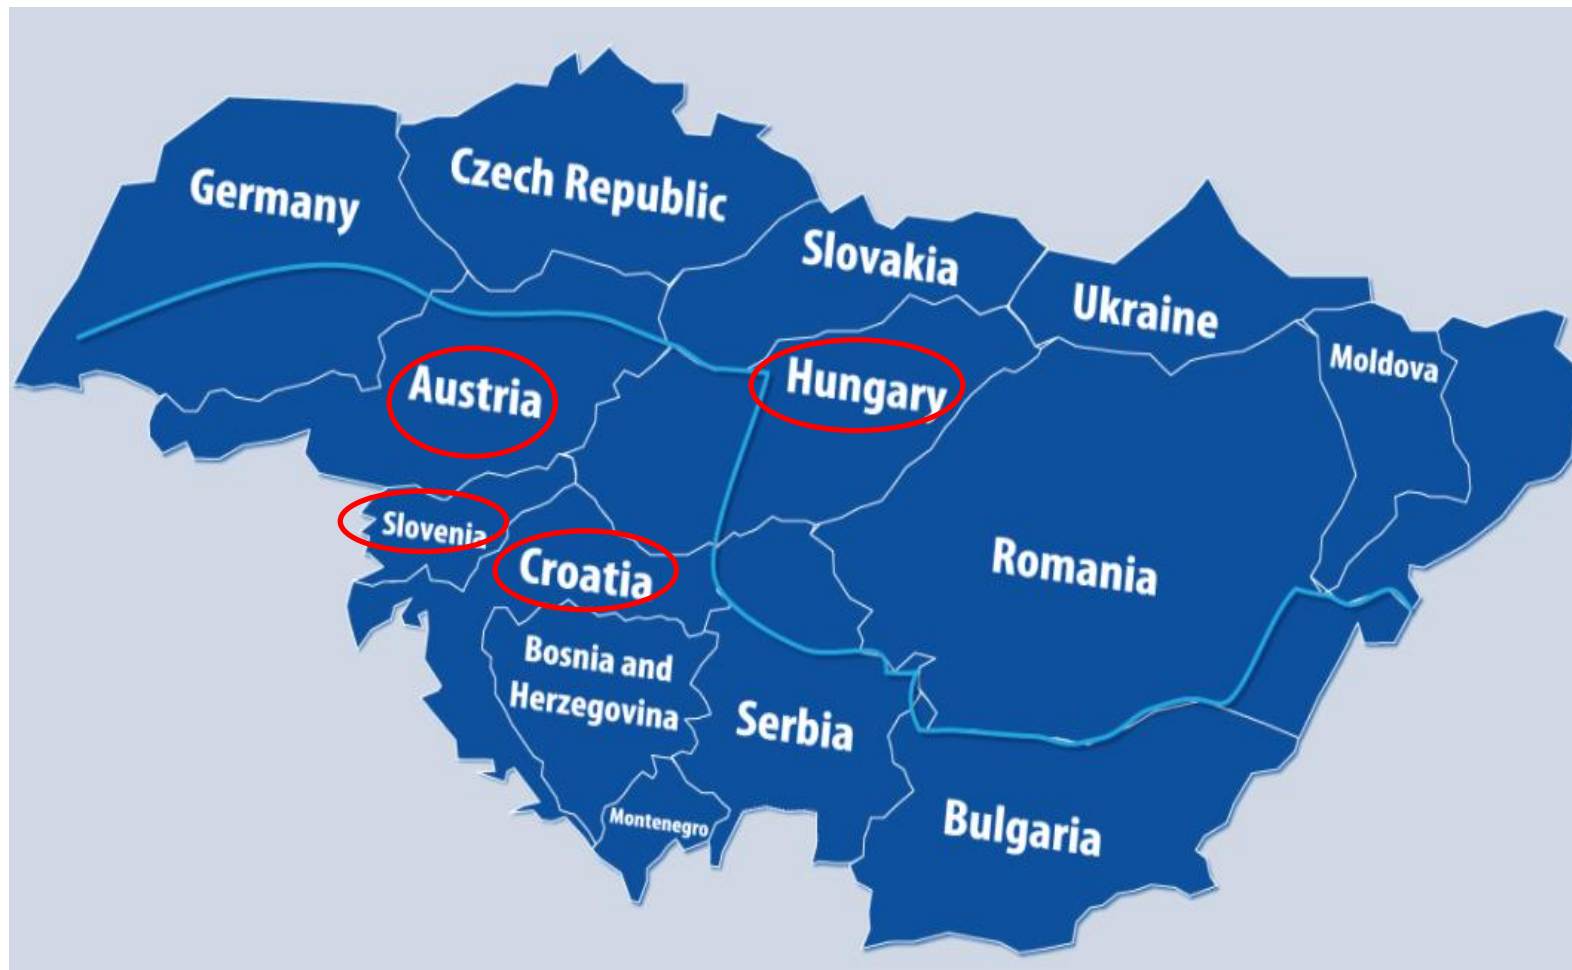 Czech Republic
Germany
Slovakia
Ukraine
Moldova
Austria
Hungary
Slovenia
Croatia
Romania
Bosnia and
Herzegovina
Serbia
Montenegro
Bulgaria